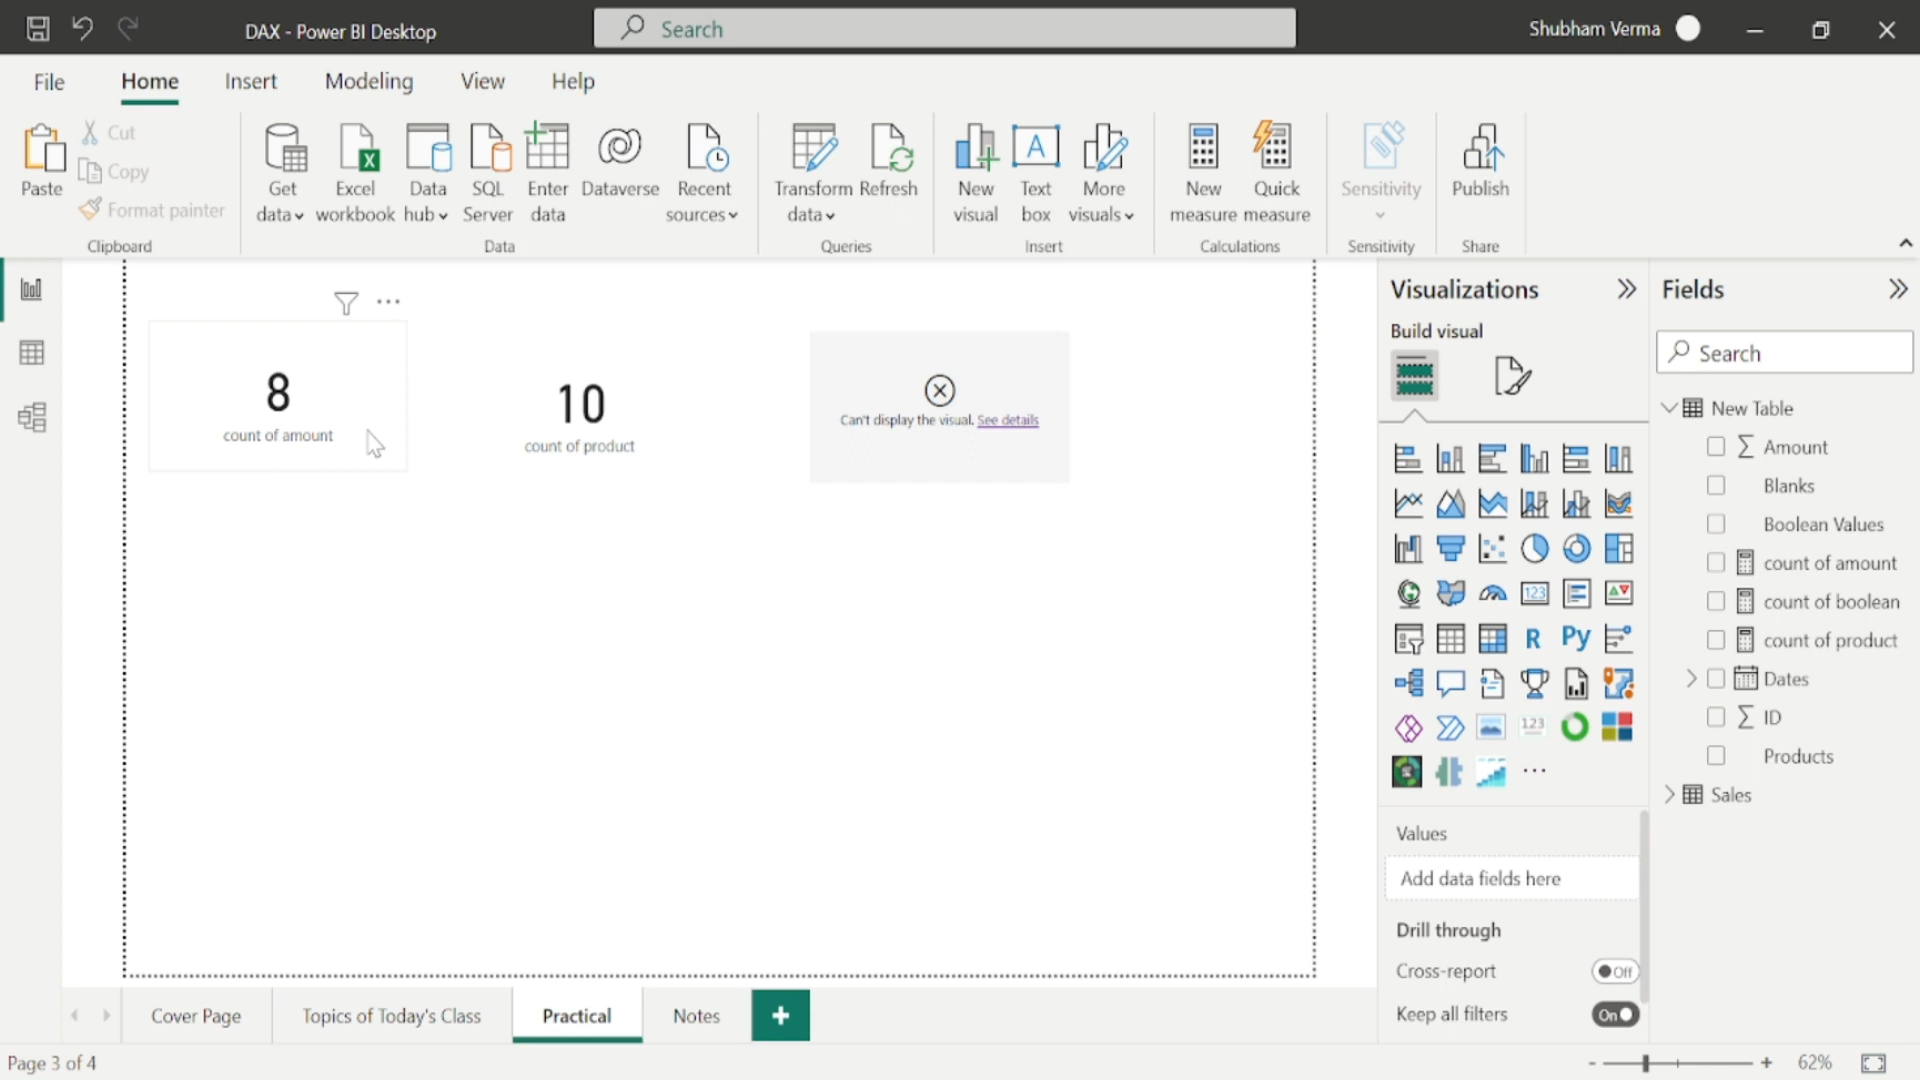 DAX - Power BI Desktop
Search
Shubham Verma
File Home Insert Modeling View Help
Paste
Cut
Copy
Format painter
Clipboard
Get data
Excel workbook
Data hub
SQL Server
Enter data
Dataverse
Recent sources
Data
Transform data
Refresh
Queries
New visual
A
Text box
More visuals
Insert
New measure
Quick measure
Calculations
Sensitivity
Sensitivity
Publish
Share
8
count of amount
10
count of product
Can't display the visual. See details
Visualizations
Build visual
123
R
Py
123
Values
Add data fields here
Drill through
Cross-report
Off
Keep all filters
On
Fields
Search
New Table
Amount
Blanks
Boolean Values
count of amount
count of boolean
count of product
Dates
ID
Products
Sales
Cover Page
Topics of Today's Class
Practical
Notes
+
Page 3 of 4
- + 62%